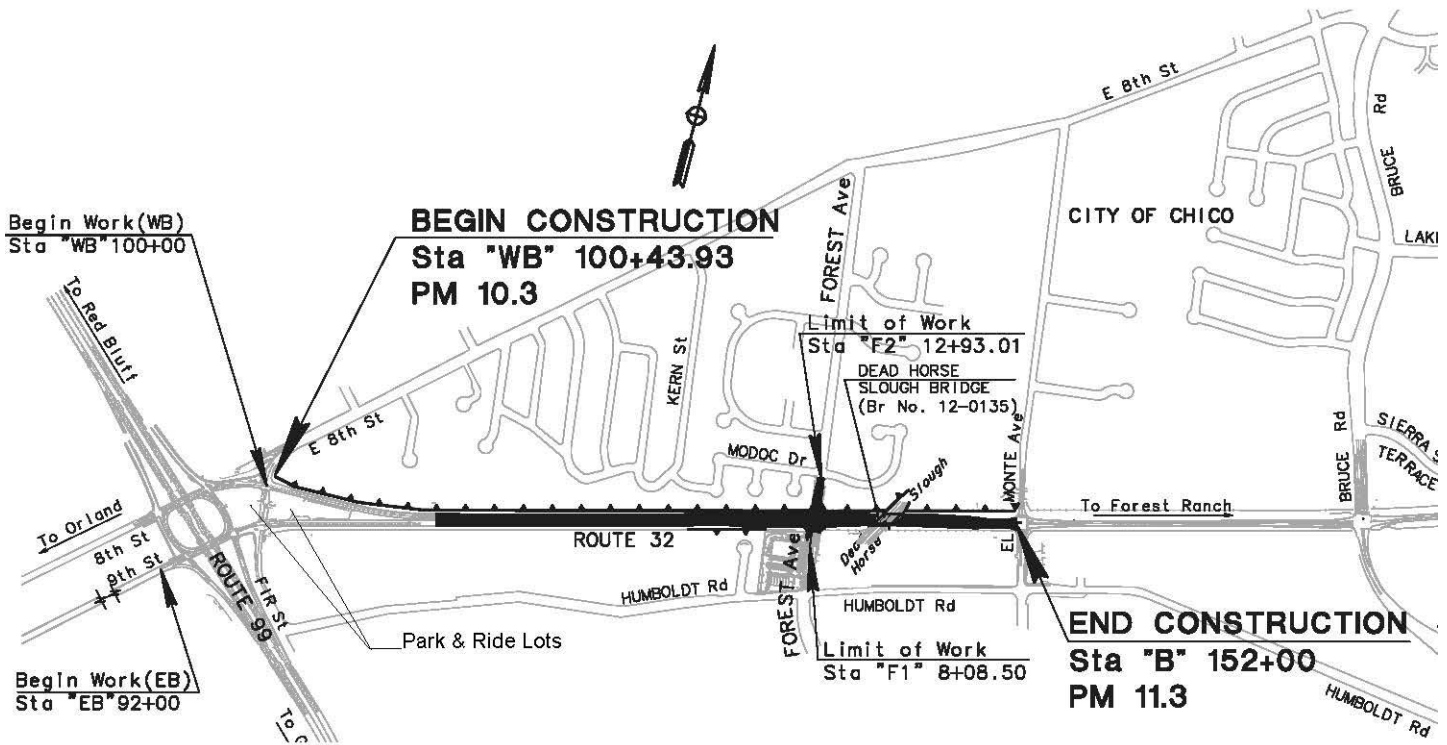 E 8th St
Rd
BRUCE
Begin Work(WB)
Sta "WB" 100+00
BEGIN CONSTRUCTION
Sta "WB" 100+43.93
PM 10.3
FOREST Ave
CITY OF CHICO
To Red Bluff
Limit of Work
Sta "F2" 12+93.01
KERN St
DEAD HORSE
SLOUGH BRIDGE
(Br No. 12-0135)
E 8th St
MODOC Dr
Slough
EL MONTE Ave
BRUCE Rd
SIERRA
TERRACE
To Forest Ranch
To Orland
8th St
9th St
ROUTE 32
Horse
ROUTE 99
FIR St
FOREST Ave
HUMBOLDT Rd
HUMBOLDT Rd
Park & Ride Lots
Limit of Work
Sta "F1" 8+08.50
END CONSTRUCTION
Sta "B" 152+00
PM 11.3
Begin Work(EB)
Sta "EB" 92+00
HUMBOLDT Rd
To